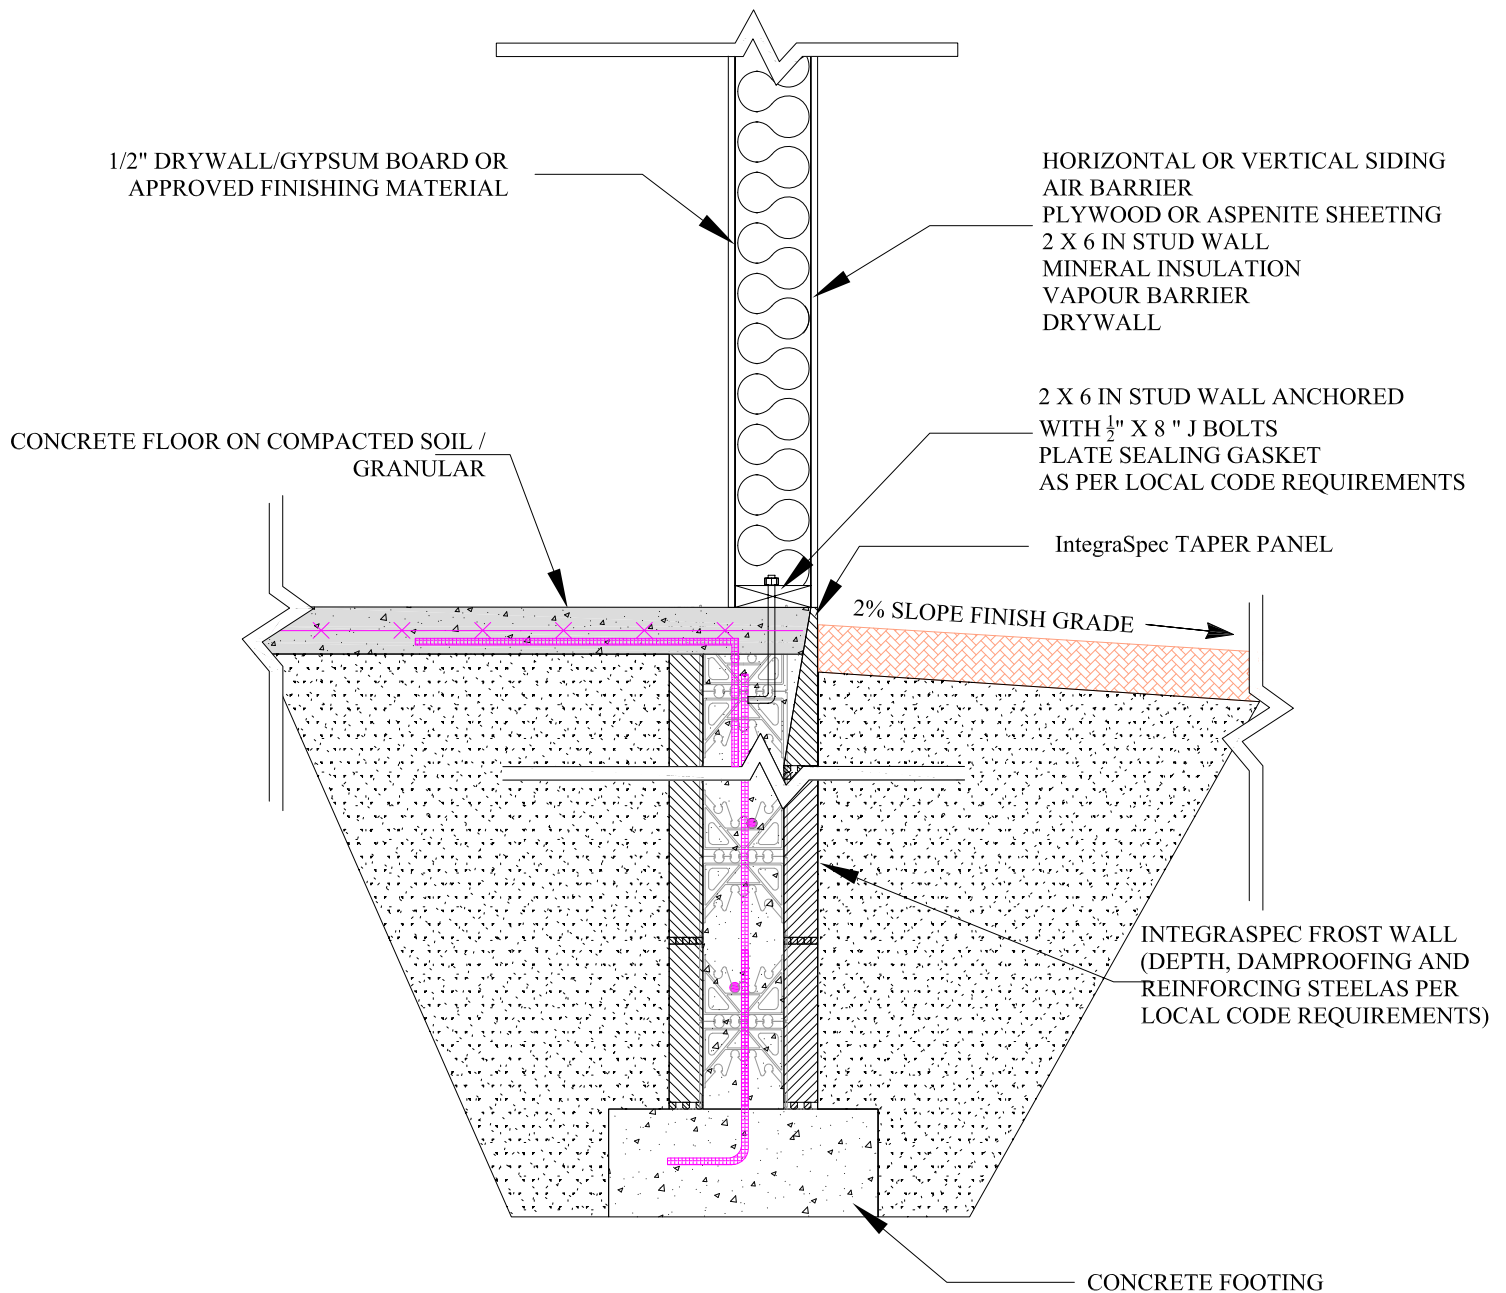 1/2" DRYWALL/GYPSUM BOARD OR
APPROVED FINISHING MATERIAL
HORIZONTAL OR VERTICAL SIDING
AIR BARRIER
PLYWOOD OR ASPENITE SHEETING
2 X 6 IN STUD WALL
MINERAL INSULATION
VAPOUR BARRIER
DRYWALL
2 X 6 IN STUD WALL ANCHORED
WITH 1/2" X 8 " J BOLTS
PLATE SEALING GASKET
AS PER LOCAL CODE REQUIREMENTS
CONCRETE FLOOR ON COMPACTED SOIL /
GRANULAR
IntegraSpec TAPER PANEL
2% SLOPE FINISH GRADE
INTEGRASPEC FROST WALL
(DEPTH, DAMPROOFING AND
REINFORCING STEELAS PER
LOCAL CODE REQUIREMENTS)
CONCRETE FOOTING